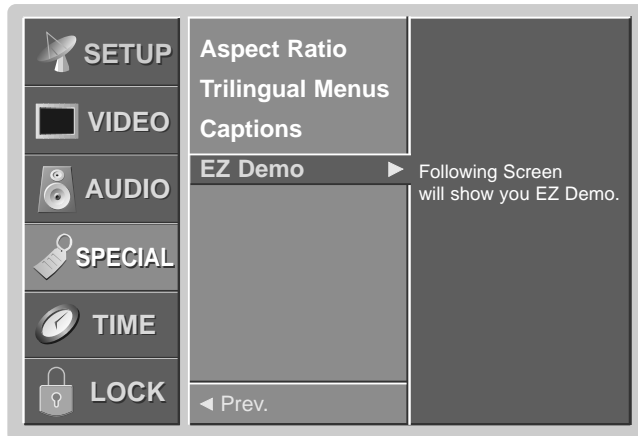 SETUP
VIDEO
AUDIO
SPECIAL
TIME
LOCK
Aspect Ratio
Trilingual Menus
Captions
EZ Demo ►
◄ Prev.
Following Screen
will show you EZ Demo.